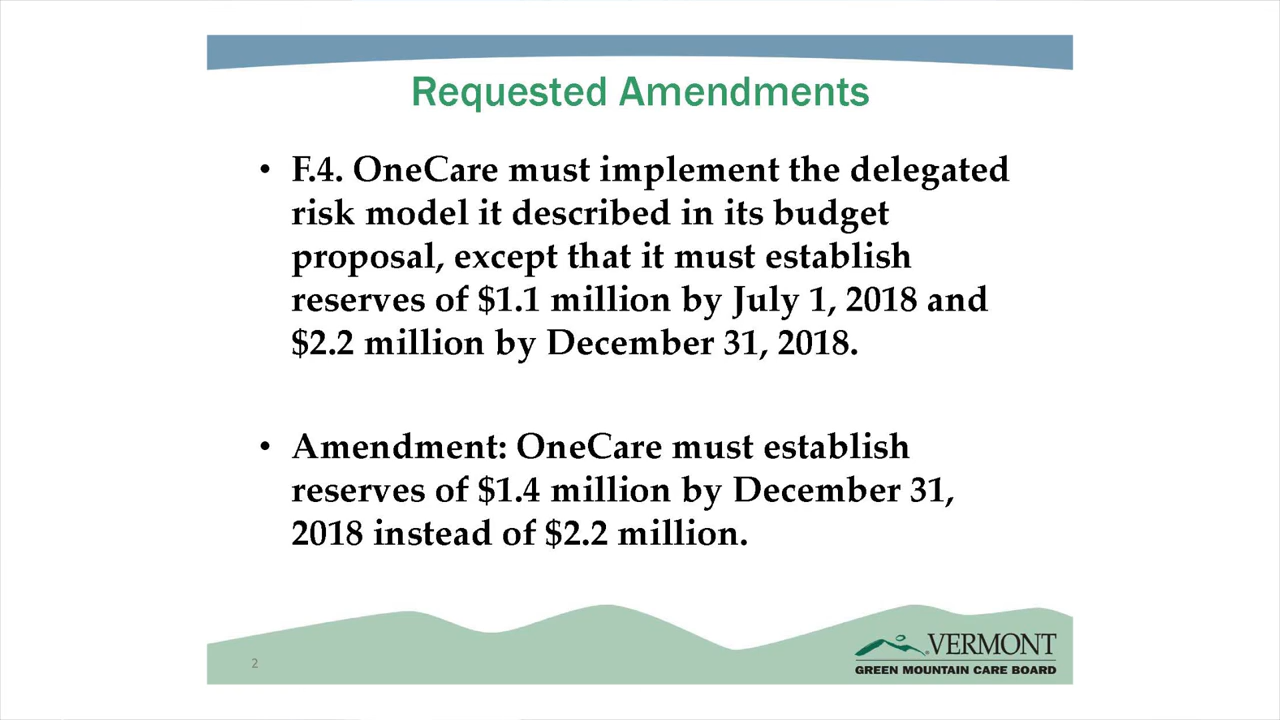 Requested Amendments
• F.4. OneCare must implement the delegated
risk model it described in its budget
proposal, except that it must establish
reserves of $1.1 million by July 1, 2018 and
$2.2 million by December 31, 2018.
• Amendment: OneCare must establish
reserves of $1.4 million by December 31,
2018 instead of $2.2 million.
2
VERMONT
GREEN MOUNTAIN CARE BOARD